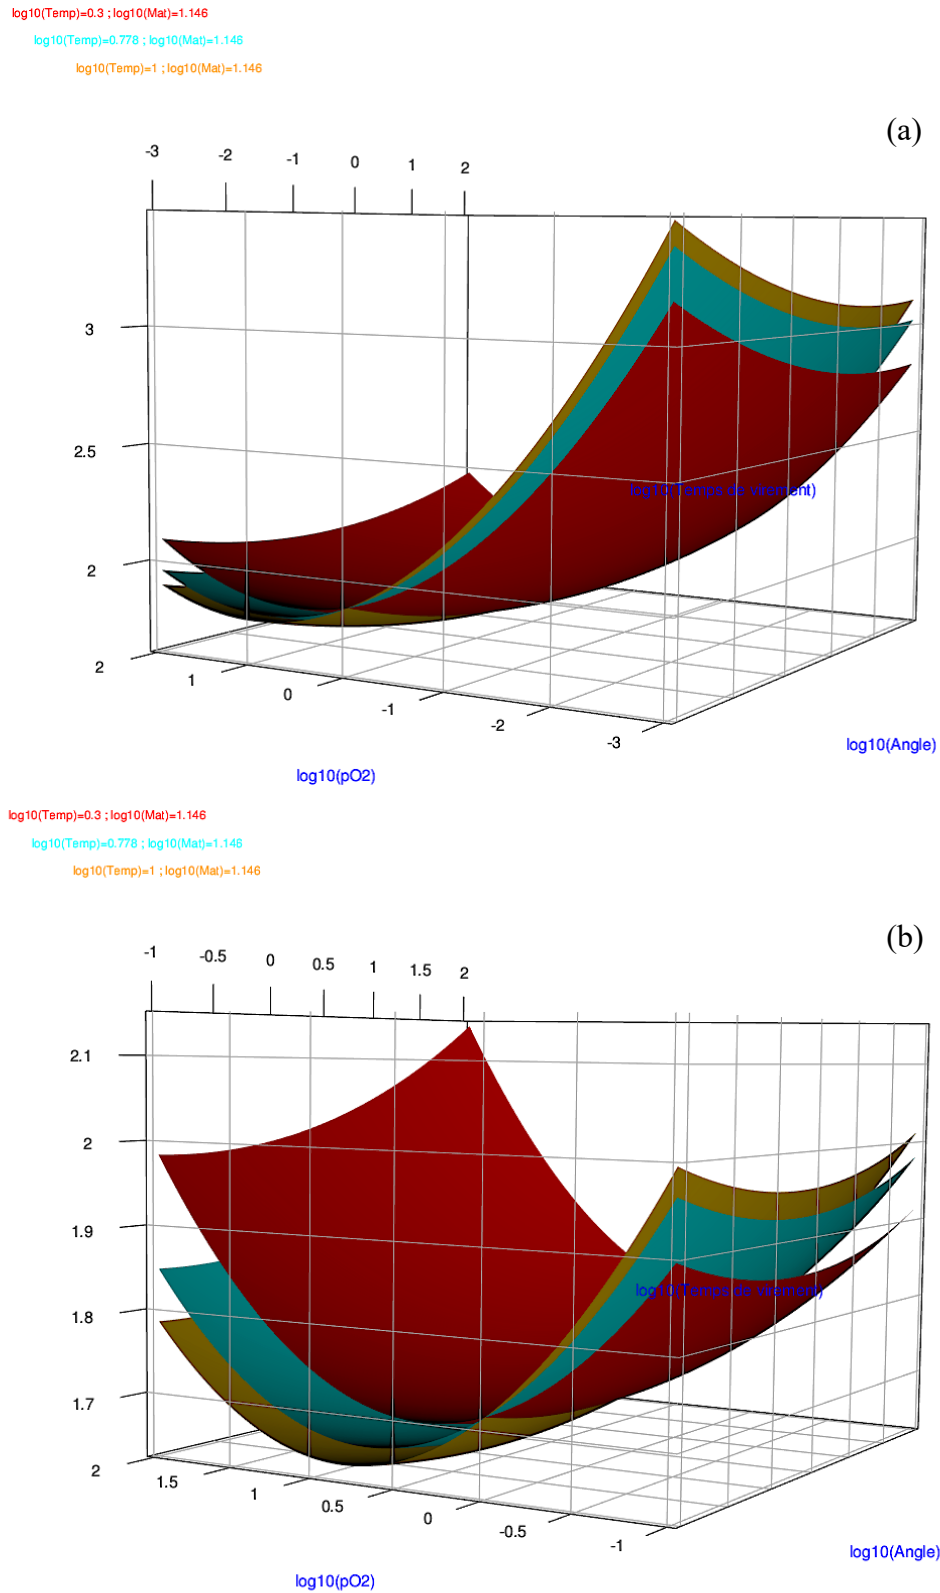 log10(Temp)=0.3 ; log10(Mat)=1.146
log10(Temp)=0.778 ; log10(Mat)=1.146
log10(Temp)=1 ; log10(Mat)=1.146
(a)
-3 -2 -1 0 1 2
3
2.5
log10(Temps de virement)
2
2 1 0 -1 -2 -3
log10(Angle)
log10(pO2)
log10(Temp)=0.3 ; log10(Mat)=1.146
log10(Temp)=0.778 ; log10(Mat)=1.146
log10(Temp)=1 ; log10(Mat)=1.146
(b)
-1 -0.5 0 0.5 1 1.5 2
2.1
2
1.9
log10(Temps de virement)
1.8
1.7
2 1.5 1 0.5 0 -0.5 -1
log10(Angle)
log10(pO2)